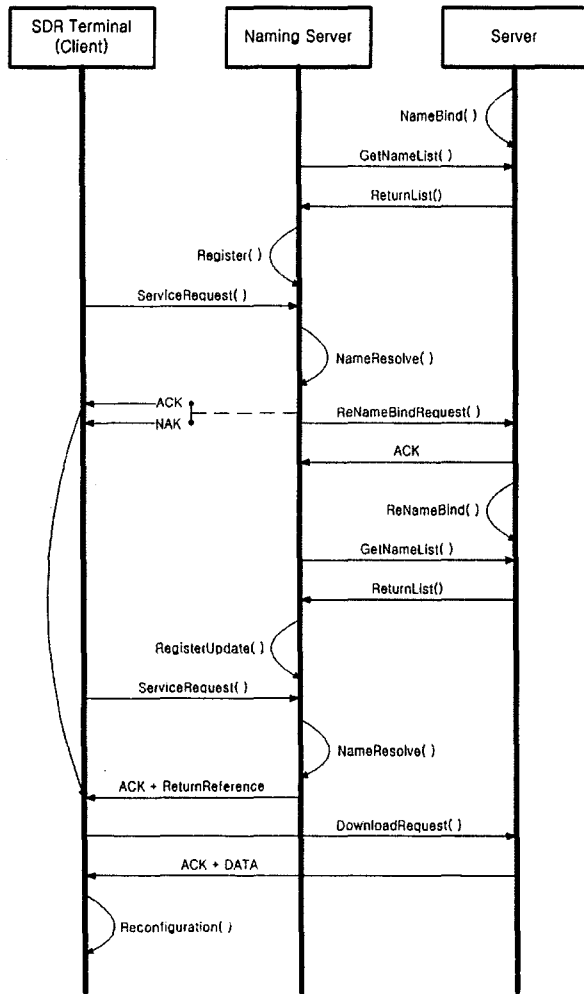 SDR Terminal
(Client)
Naming Server
Server
NameBind( )
GetNameList( )
ReturnList()
Register( )
ServiceRequest( )
NameResolve( )
ACK
NAK
ReNameBindRequest( )
ACK
ReNameBind( )
GetNameList( )
ReturnList()
RegisterUpdate( )
ServiceRequest( )
NameResolve( )
ACK + ReturnReference
DownloadRequest( )
ACK + DATA
Reconfiguration( )